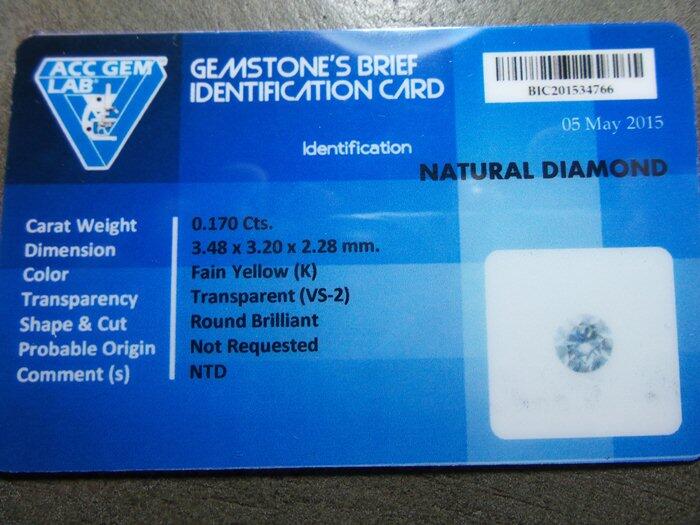 ACC GEM
LAB
GEMSTONE'S BRIEF
IDENTIFICATION CARD
BIC201534766
05 May 2015
Identification
NATURAL DIAMOND
Carat Weight 0.170 Cts.
Dimension 3.48 x 3.20 x 2.28 mm.
Color Fain Yellow (K)
Transparency Transparent (VS-2)
Shape & Cut Round Brilliant
Probable Origin Not Requested
Comment (s) NTD